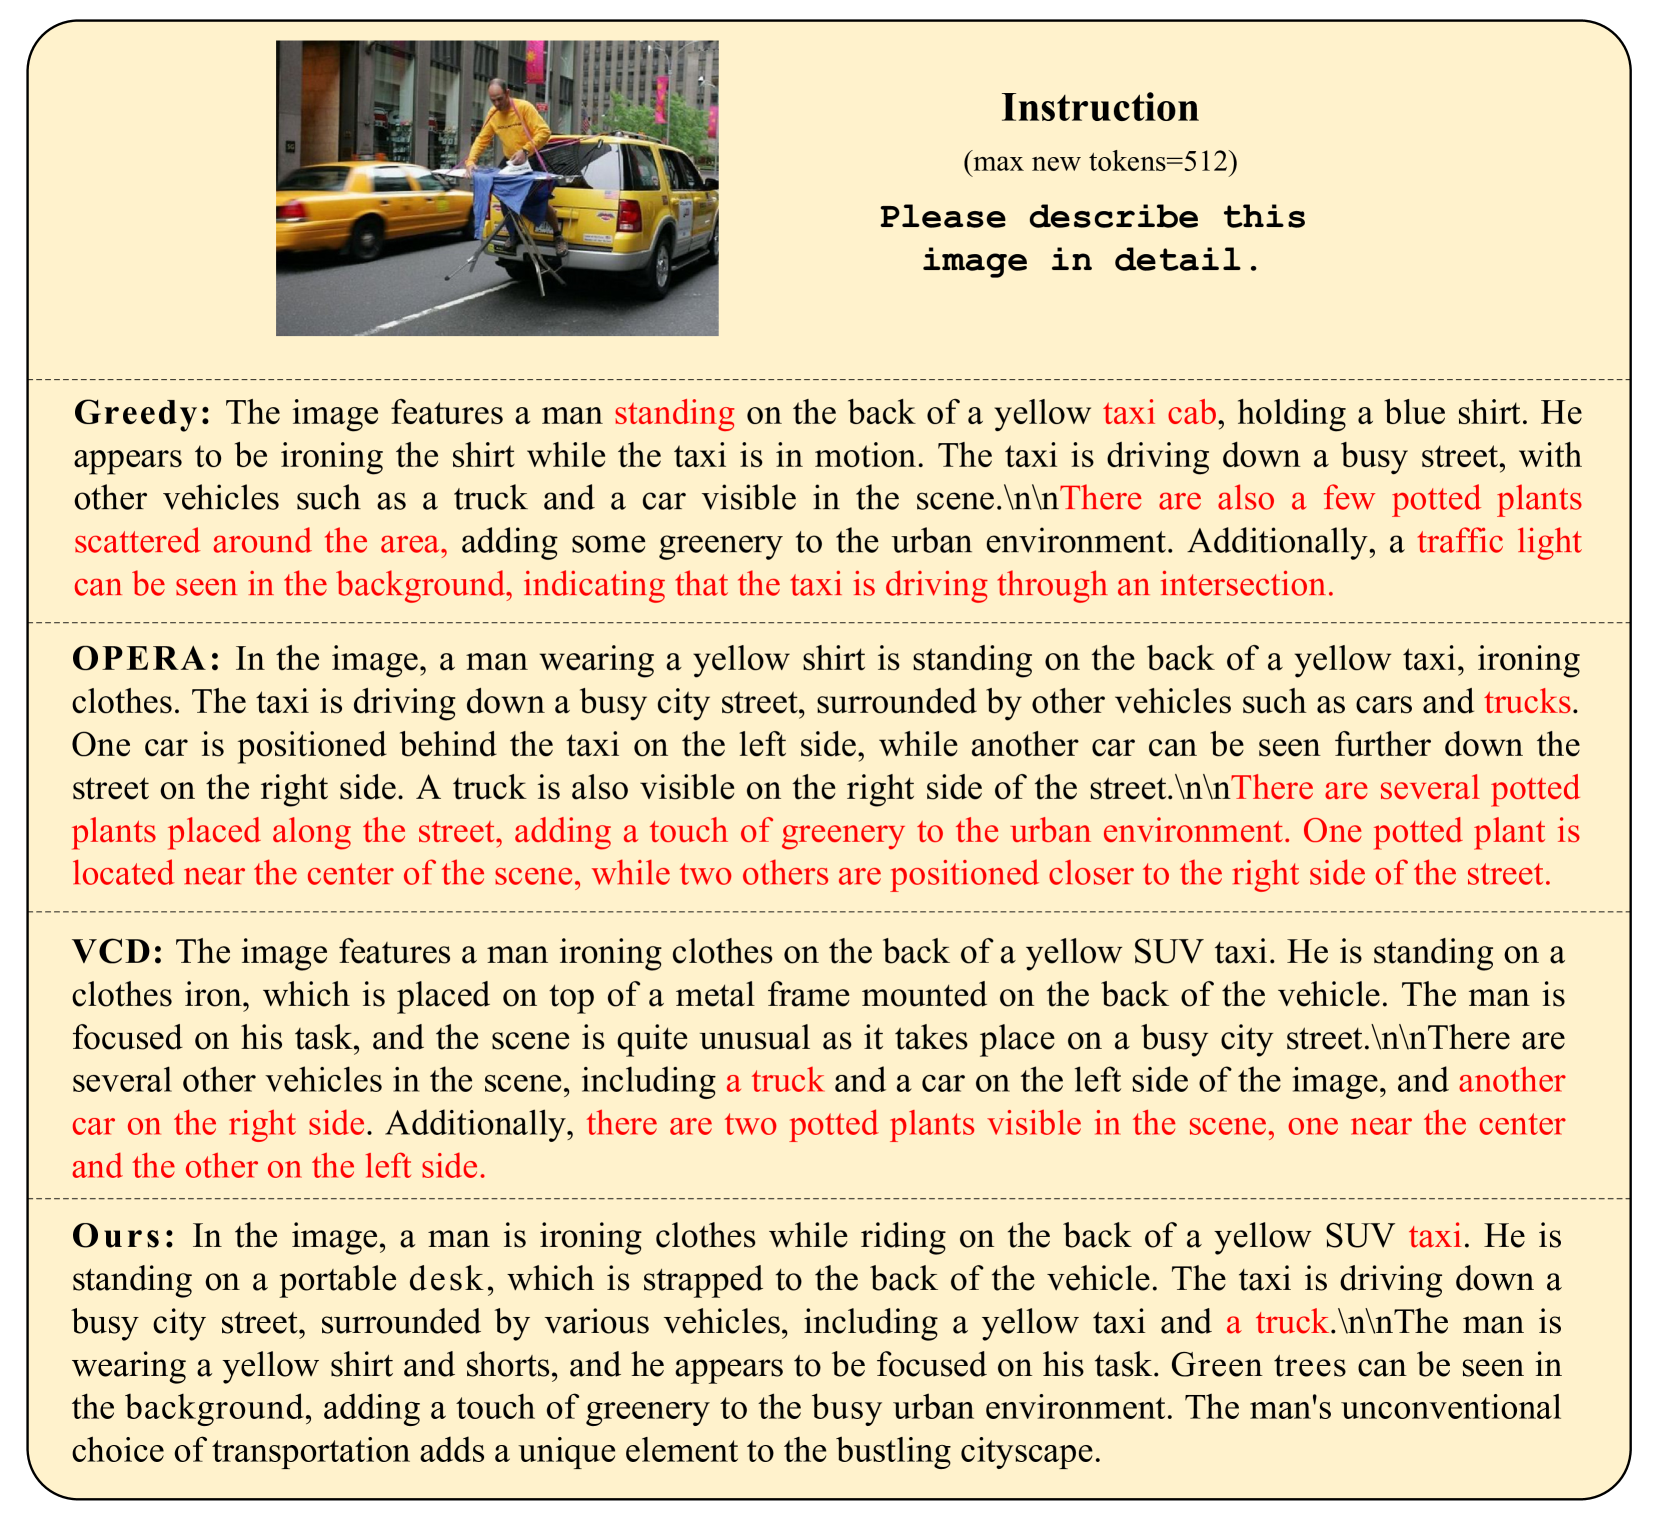 Instruction
(max new tokens=512)
Please describe this
image in detail.
Greedy: The image features a man standing on the back of a yellow taxi cab, holding a blue shirt. He
appears to be ironing the shirt while the taxi is in motion. The taxi is driving down a busy street, with
other vehicles such as a truck and a car visible in the scene.\n\nThere are also a few potted plants
scattered around the area, adding some greenery to the urban environment. Additionally, a traffic light
can be seen in the background, indicating that the taxi is driving through an intersection.
OPERA: In the image, a man wearing a yellow shirt is standing on the back of a yellow taxi, ironing
clothes. The taxi is driving down a busy city street, surrounded by other vehicles such as cars and trucks.
One car is positioned behind the taxi on the left side, while another car can be seen further down the
street on the right side. A truck is also visible on the right side of the street.\n\nThere are several potted
plants placed along the street, adding a touch of greenery to the urban environment. One potted plant is
located near the center of the scene, while two others are positioned closer to the right side of the street.
VCD: The image features a man ironing clothes on the back of a yellow SUV taxi. He is standing on a
clothes iron, which is placed on top of a metal frame mounted on the back of the vehicle. The man is
focused on his task, and the scene is quite unusual as it takes place on a busy city street.\n\nThere are
several other vehicles in the scene, including a truck and a car on the left side of the image, and another
car on the right side. Additionally, there are two potted plants visible in the scene, one near the center
and the other on the left side.
Ours: In the image, a man is ironing clothes while riding on the back of a yellow SUV taxi. He is
standing on a portable desk, which is strapped to the back of the vehicle. The taxi is driving down a
busy city street, surrounded by various vehicles, including a yellow taxi and a truck.\n\nThe man is
wearing a yellow shirt and shorts, and he appears to be focused on his task. Green trees can be seen in
the background, adding a touch of greenery to the busy urban environment. The man's unconventional
choice of transportation adds a unique element to the bustling cityscape.